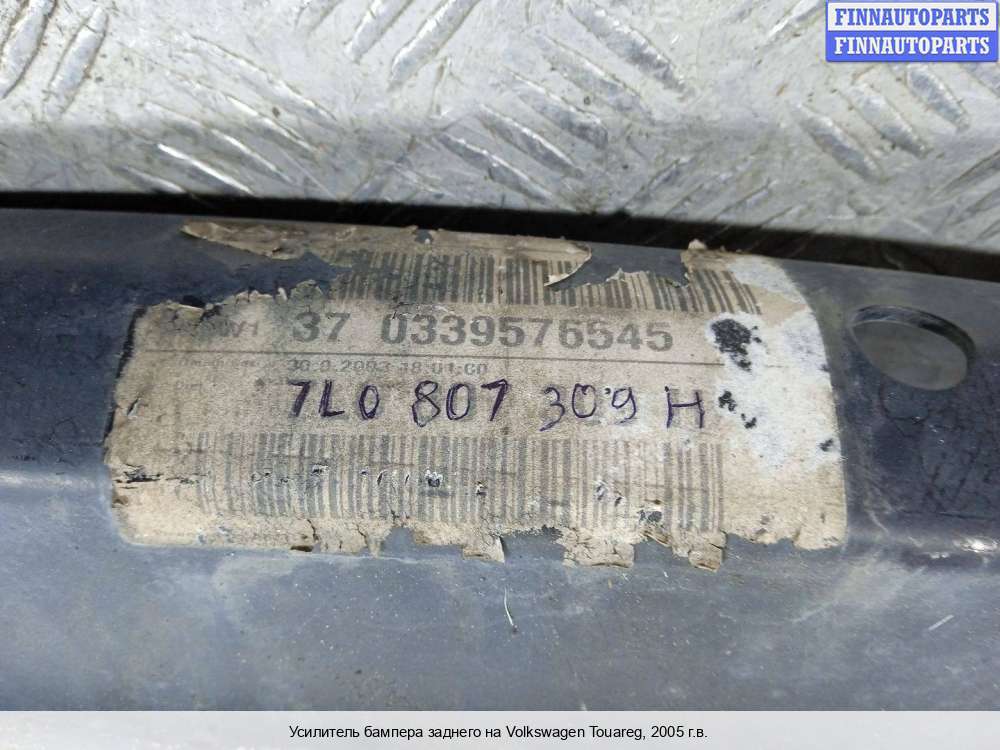 FINNAUTOPARTS
FINNAUTOPARTS
37 0339576545
7L0 807 309 H
Усилитель бампера заднего на Volkswagen Touareg, 2005 г.в.